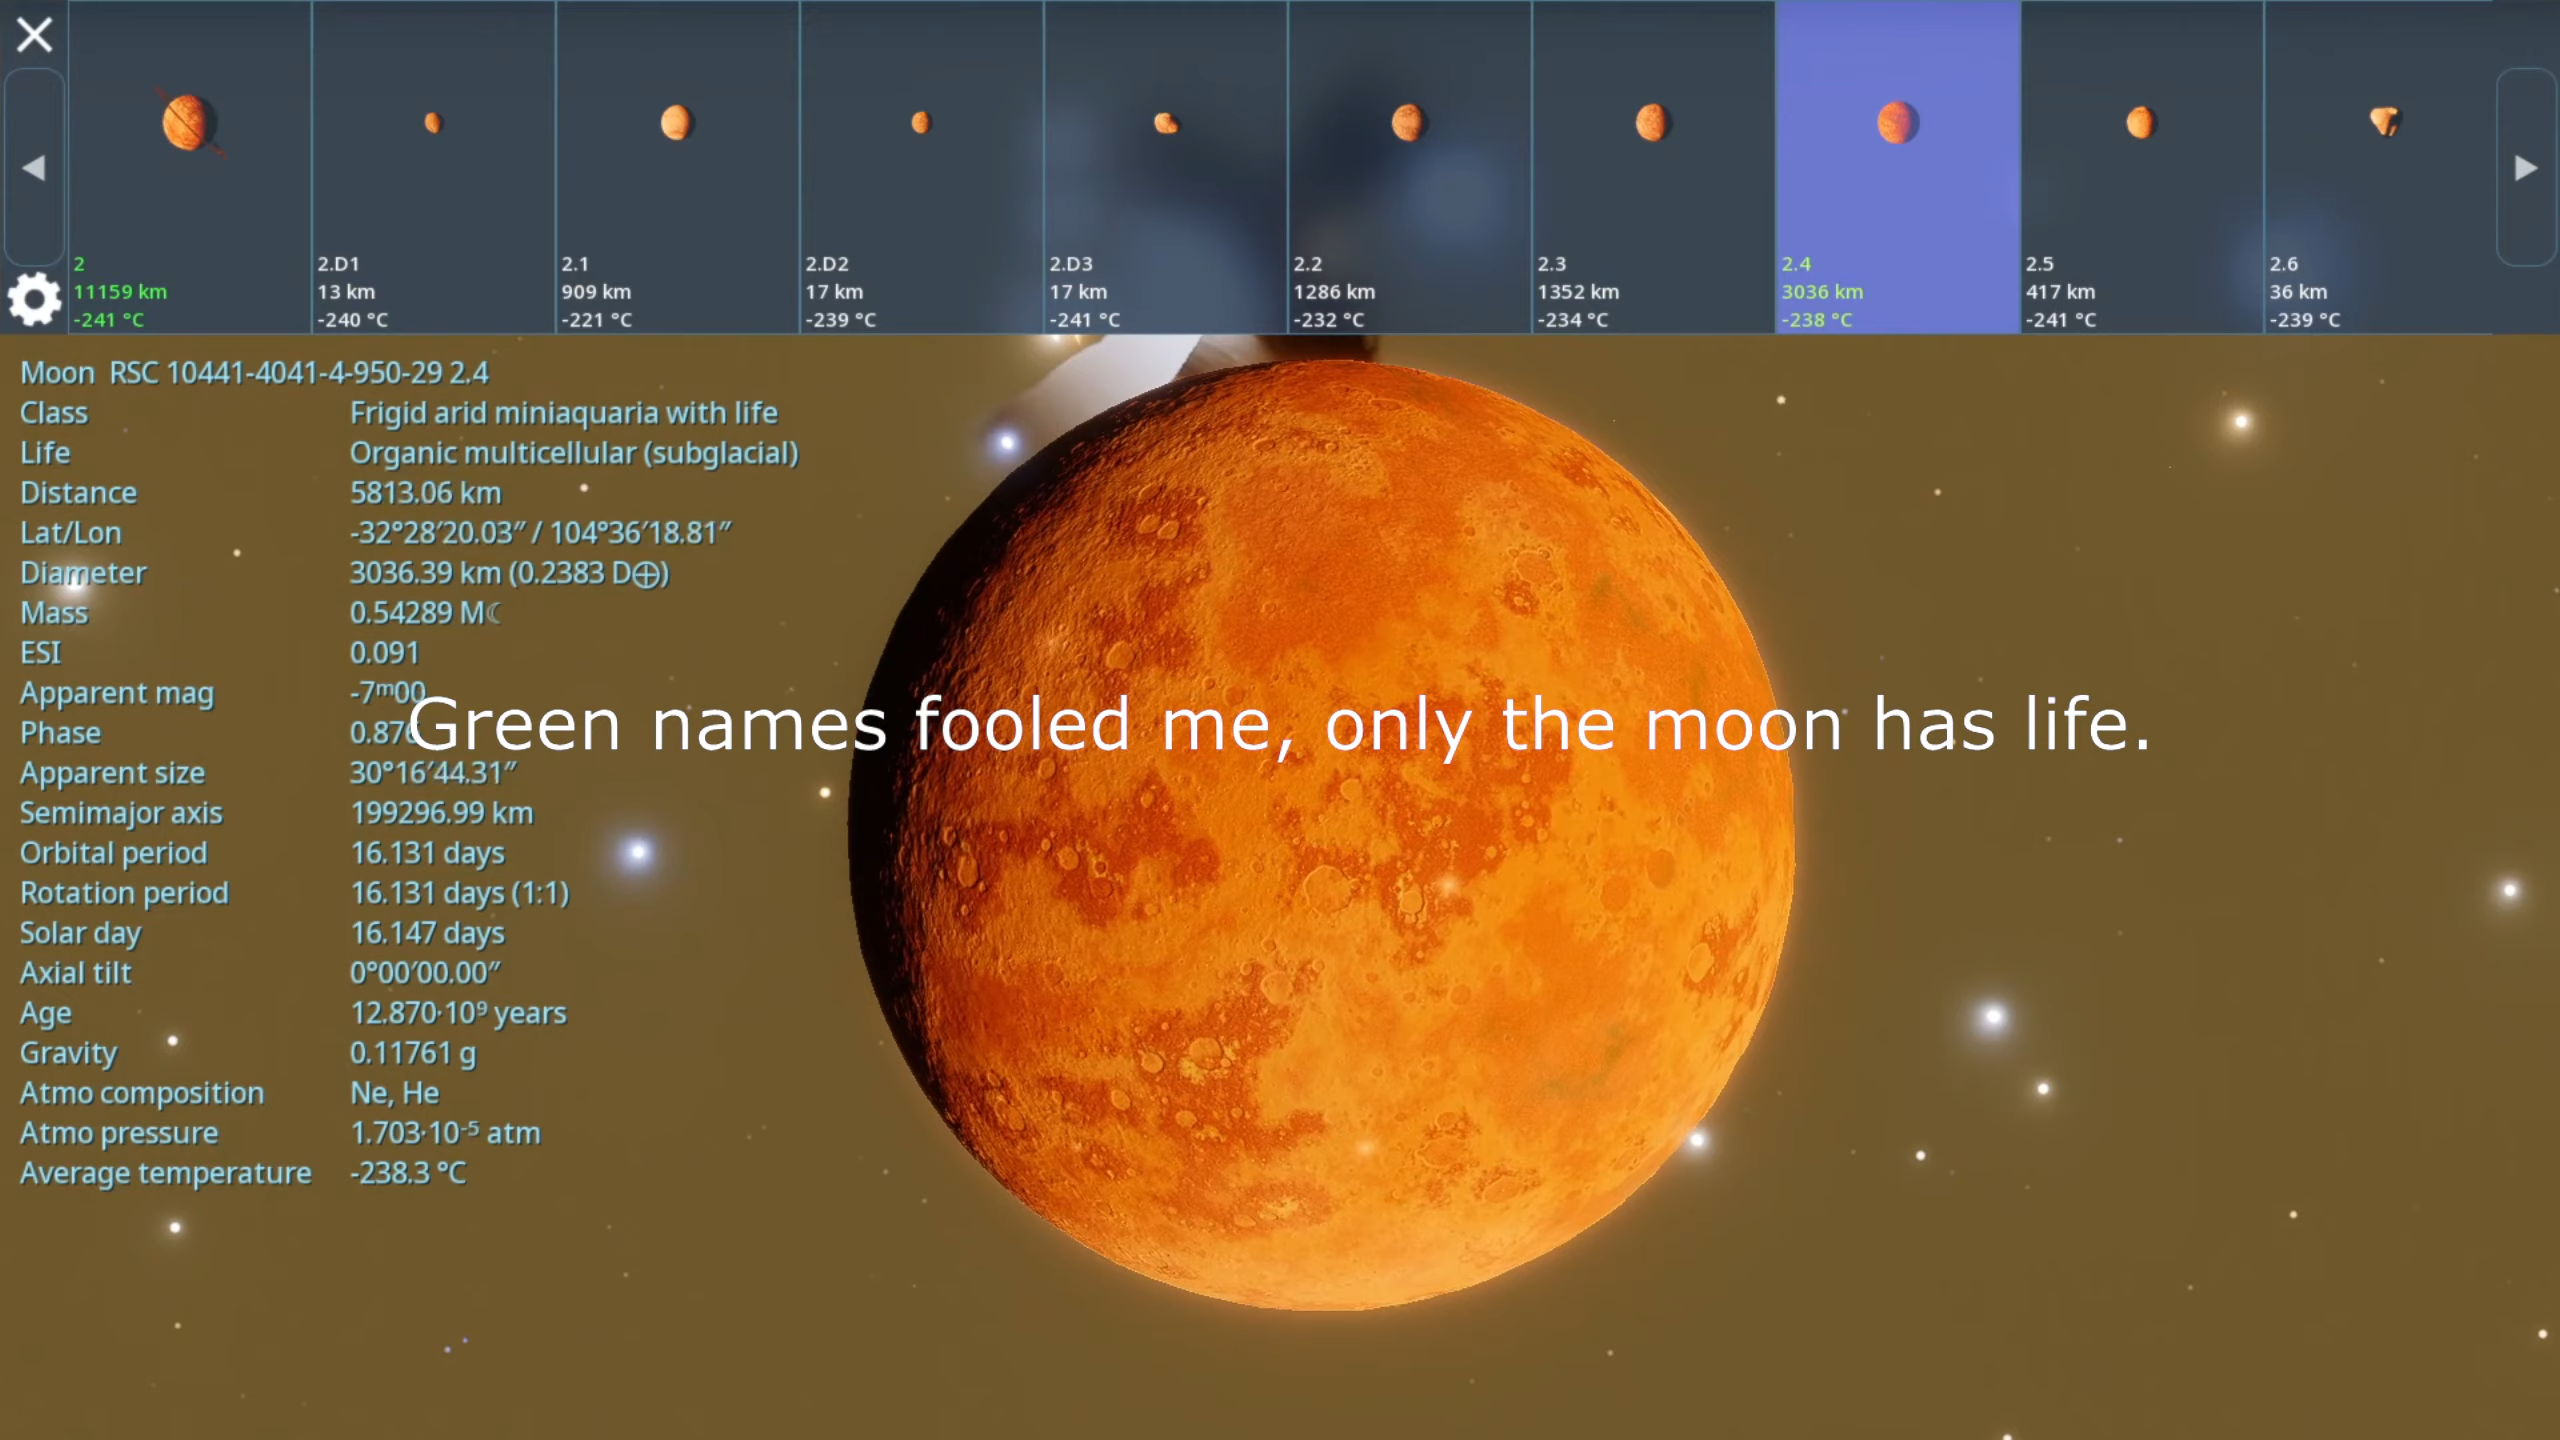 2
11159 km
-241 °C
2.D1
13 km
-240 °C
2.1
909 km
-221 °C
2.D2
17 km
-239 °C
2.D3
17 km
-241 °C
2.2
1286 km
-232 °C
2.3
1352 km
-234 °C
2.4
3036 km
-238 °C
2.5
417 km
-241 °C
2.6
36 km
-239 °C
Moon RSC 10441-4041-4-950-29 2.4
Class Frigid arid miniaquaria with life
Life Organic multicellular (subglacial)
Distance 5813.06 km
Lat/Lon -32°28′20.03″ / 104°36′18.81″
Diameter 3036.39 km (0.2383 D⊕)
Mass 0.54289 M☾
ESI 0.091
Apparent mag -7ᵐ00
Green names fooled me, only the moon has life.
Phase
Apparent size 30°16′44.31″
Semimajor axis 199296.99 km
Orbital period 16.131 days
Rotation period 16.131 days (1:1)
Solar day 16.147 days
Axial tilt 0°00′00.00″
Age 12.870·10⁹ years
Gravity 0.11761 g
Atmo composition Ne, He
Atmo pressure 1.703·10⁻⁵ atm
Average temperature -238.3 °C